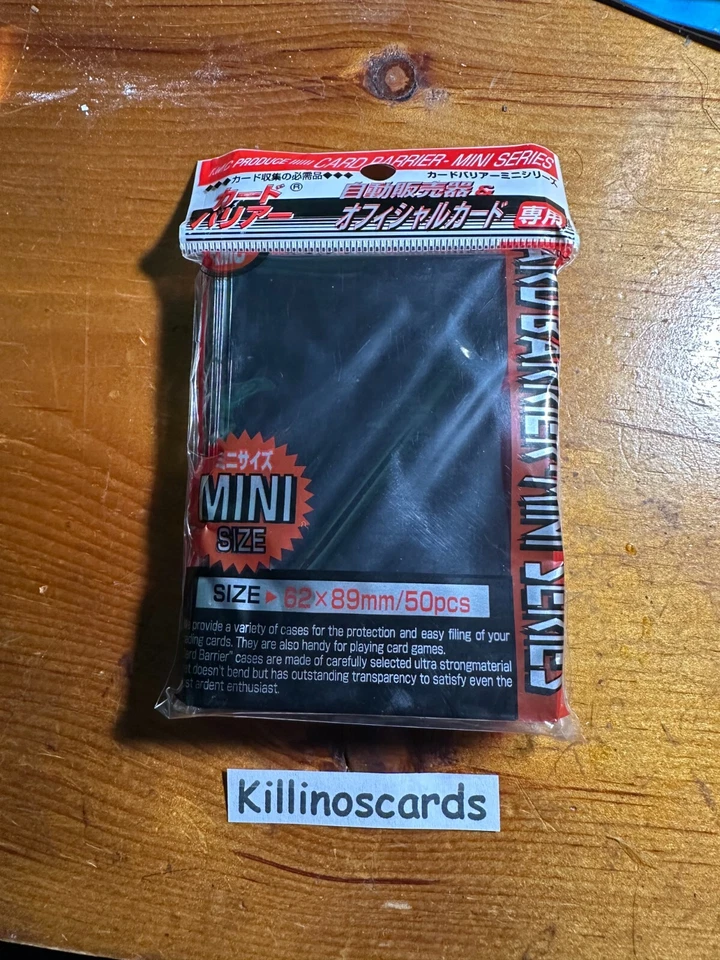 KMC PRODUCE mini CARD BARRIER- MINI SERIES
◆◆◆カード収集の必需品◆◆◆ カードバリアーミニシリーズ
カード
バリアー®
自動販売器&
オフィシャルカード 専用
KMC
ミニサイズ
MINI
SIZE
SIZE▶62×89mm/50pcs
provide a variety of cases for the protection and easy filing of your
cards. They are also handy for playing card games.
Barrier" cases are made of carefully selected ultra strongmaterial
doesn't bend but has outstanding transparency to satisfy even the
ardent enthusiast.
CARD BARRIER-MINI SERIES
Killinoscards